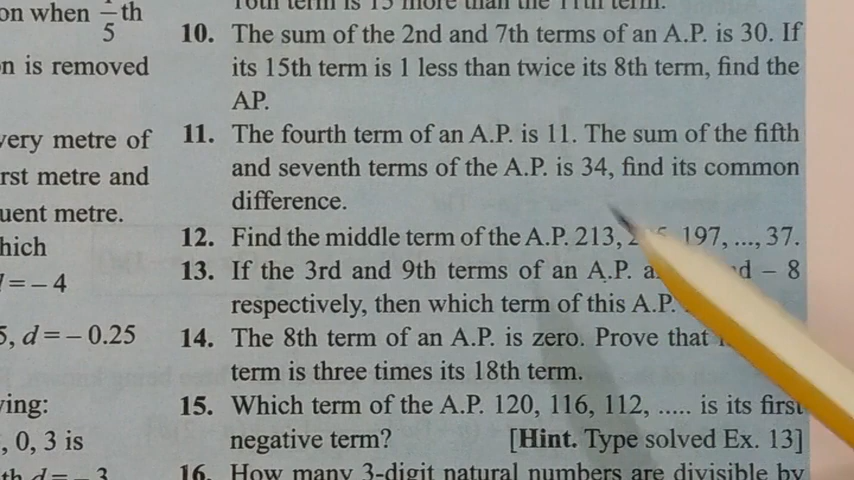 on when 1/5 th
n is removed
very metre of
rst metre and
uent metre.
hich
= – 4
5, d = – 0.25
ving:
, 0, 3 is
th d = – 3
16th term is 15 more than the 11th term.
10. The sum of the 2nd and 7th terms of an A.P. is 30. If
its 15th term is 1 less than twice its 8th term, find the
AP.
11. The fourth term of an A.P. is 11. The sum of the fifth
and seventh terms of the A.P. is 34, find its common
difference.
12. Find the middle term of the A.P. 213, 197, ..., 37.
13. If the 3rd and 9th terms of an A.P. – 8
respectively, then which term of this A.P.
14. The 8th term of an A.P. is zero. Prove that
term is three times its 18th term.
15. Which term of the A.P. 120, 116, 112, ..... is its first
negative term? [Hint. Type solved Ex. 13]
16. How many 3-digit natural numbers are divisible by